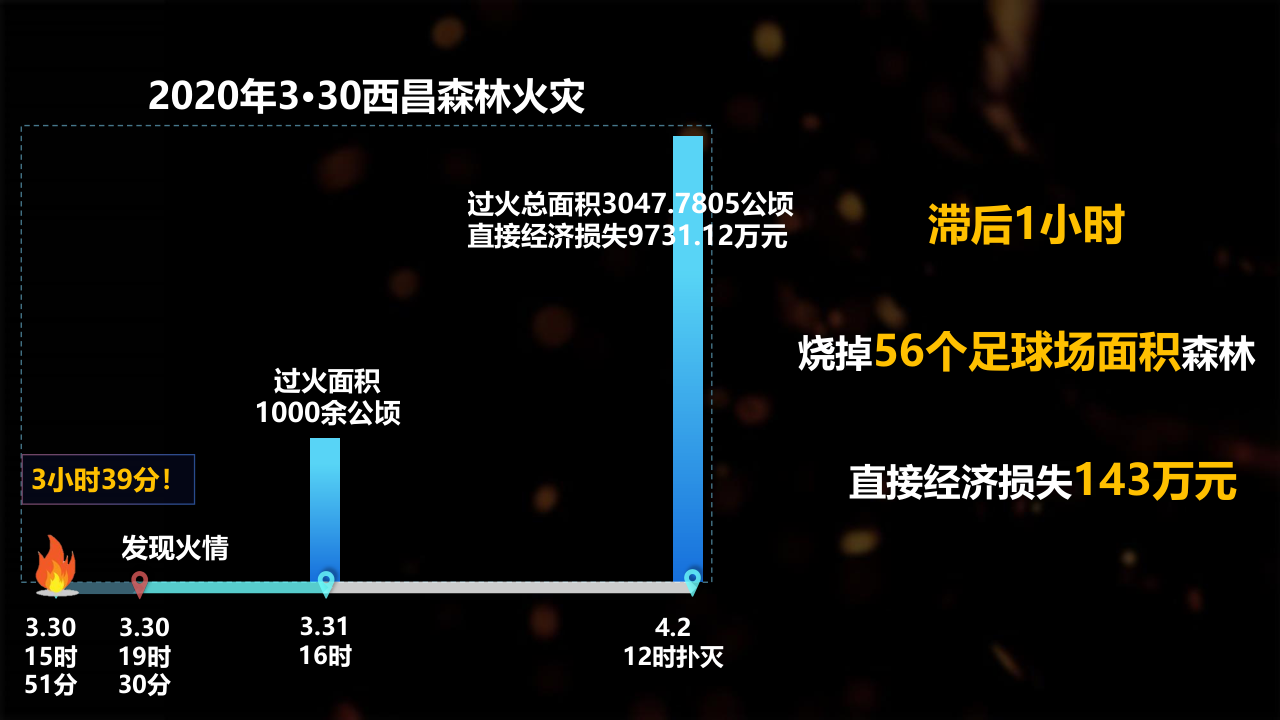 2020年3·30西昌森林火灾
过火总面积3047.7805公顷
直接经济损失9731.12万元
过火面积
1000余公顷
3小时39分！
发现火情
3.30
15时
51分
3.30
19时
30分
3.31
16时
4.2
12时扑灭
滞后1小时
烧掉56个足球场面积森林
直接经济损失143万元